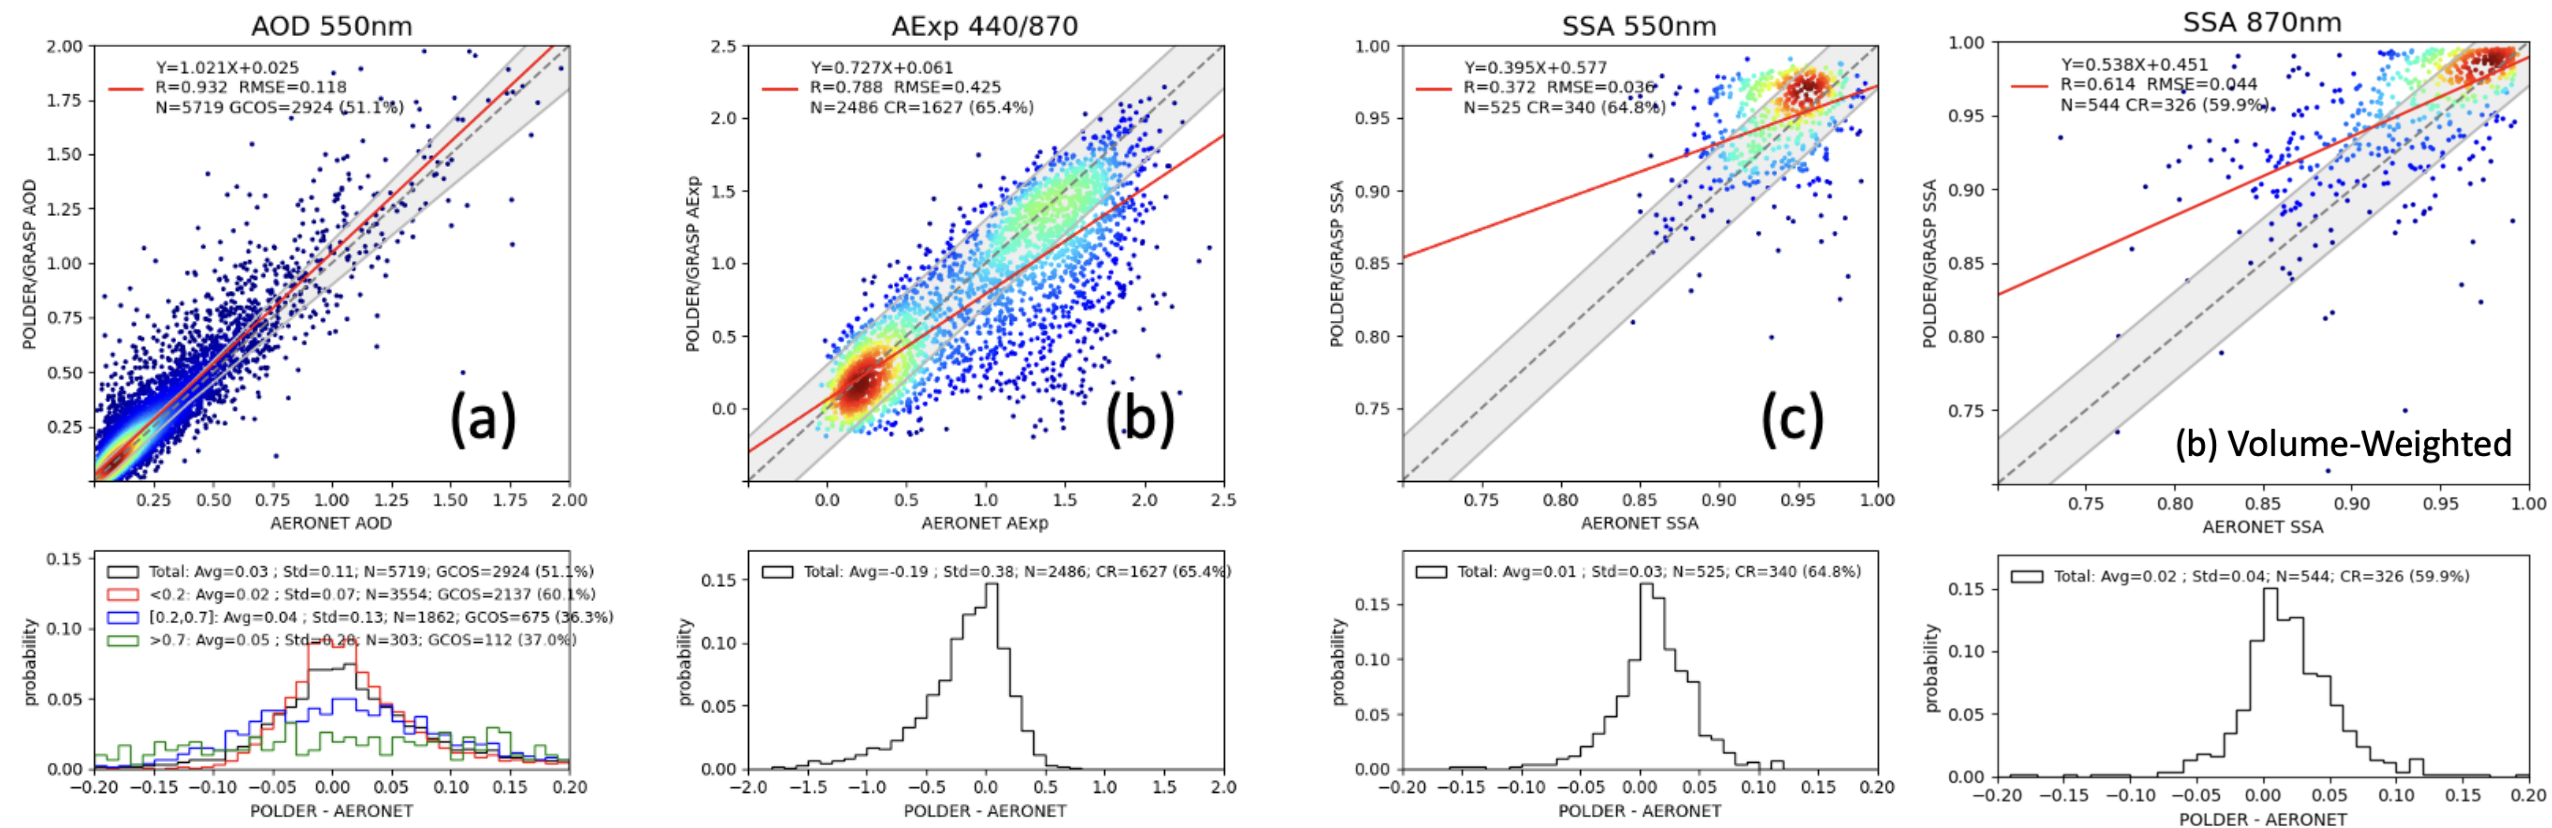 AOD 550nm
2.00
1.75
1.50
1.25
1.00
0.75
0.50
0.25
POLDER/GRASP AOD
Y=1.021X+0.025
R=0.932 RMSE=0.118
N=5719 GCOS=2924 (51.1%)
(a)
0.25 0.50 0.75 1.00 1.25 1.50 1.75 2.00
AERONET AOD
AExp 440/870
2.5
2.0
1.5
1.0
0.5
0.0
POLDER/GRASP AExp
Y=0.727X+0.061
R=0.788 RMSE=0.425
N=2486 CR=1627 (65.4%)
(b)
0.0 0.5 1.0 1.5 2.0 2.5
AERONET AExp
SSA 550nm
1.00
0.95
0.90
0.85
0.80
0.75
POLDER/GRASP SSA
Y=0.395X+0.577
R=0.372 RMSE=0.036
N=525 CR=340 (64.8%)
(c)
0.75 0.80 0.85 0.90 0.95 1.00
AERONET SSA
SSA 870nm
1.00
0.95
0.90
0.85
0.80
0.75
POLDER/GRASP SSA
Y=0.538X+0.451
R=0.614 RMSE=0.044
N=544 CR=326 (59.9%)
(b) Volume-Weighted
0.75 0.80 0.85 0.90 0.95 1.00
AERONET SSA
0.15
0.10
0.05
0.00
probability
Total: Avg=0.03 ; Std=0.11; N=5719; GCOS=2924 (51.1%)
<0.2: Avg=0.02 ; Std=0.07; N=3554; GCOS=2137 (60.1%)
[0.2,0.7]: Avg=0.04 ; Std=0.13; N=1862; GCOS=675 (36.3%)
>0.7: Avg=0.05 ; Std=0.28; N=303; GCOS=112 (37.0%)
−0.20 −0.15 −0.10 −0.05 0.00 0.05 0.10 0.15 0.20
POLDER - AERONET
0.15
0.10
0.05
0.00
probability
Total: Avg=-0.19 ; Std=0.38; N=2486; CR=1627 (65.4%)
−2.0 −1.5 −1.0 −0.5 0.0 0.5 1.0 1.5 2.0
POLDER - AERONET
0.15
0.10
0.05
0.00
probability
Total: Avg=0.01 ; Std=0.03; N=525; CR=340 (64.8%)
−0.20 −0.15 −0.10 −0.05 0.00 0.05 0.10 0.15 0.20
POLDER - AERONET
0.15
0.10
0.05
0.00
probability
Total: Avg=0.02 ; Std=0.04; N=544; CR=326 (59.9%)
−0.20 −0.15 −0.10 −0.05 0.00 0.05 0.10 0.15 0.20
POLDER - AERONET